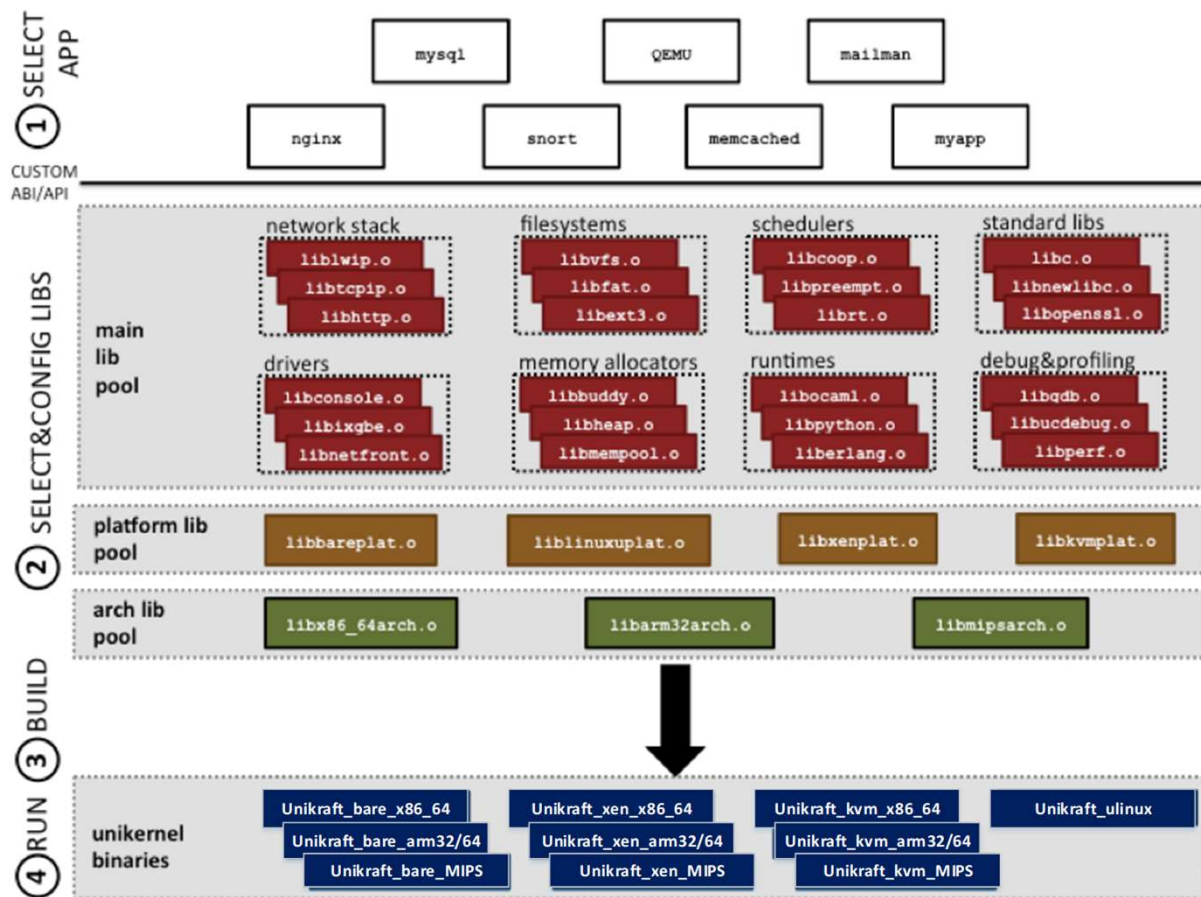 ① SELECT
APP
mysql
QEMU
mailman
nginx
snort
memcached
myapp
CUSTOM
ABI/API
② SELECT&CONFIG LIBS
main
lib
pool
network stack
liblwip.o
libtcpip.o
libhttp.o
filesystems
libvfs.o
libfat.o
libext3.o
schedulers
libcoop.o
libpreempt.o
librt.o
standard libs
libc.o
libnewlibc.o
libopenssl.o
drivers
libconsole.o
libixgbe.o
libnetfront.o
memory allocators
libbuddy.o
libheap.o
libmempool.o
runtimes
libocaml.o
libpython.o
liberlang.o
debug&profiling
libgdb.o
libucdebug.o
libperf.o
platform lib
pool
libbareplat.o
liblinuxuplat.o
libxenplat.o
libkvmplat.o
arch lib
pool
libx86_64arch.o
libarm32arch.o
libmipsarch.o
③ BUILD
④ RUN
unikernel
binaries
Unikraft_bare_x86_64
Unikraft_bare_arm32/64
Unikraft_bare_MIPS
Unikraft_xen_x86_64
Unikraft_xen_arm32/64
Unikraft_xen_MIPS
Unikraft_kvm_x86_64
Unikraft_kvm_arm32/64
Unikraft_kvm_MIPS
Unikraft_ulinux